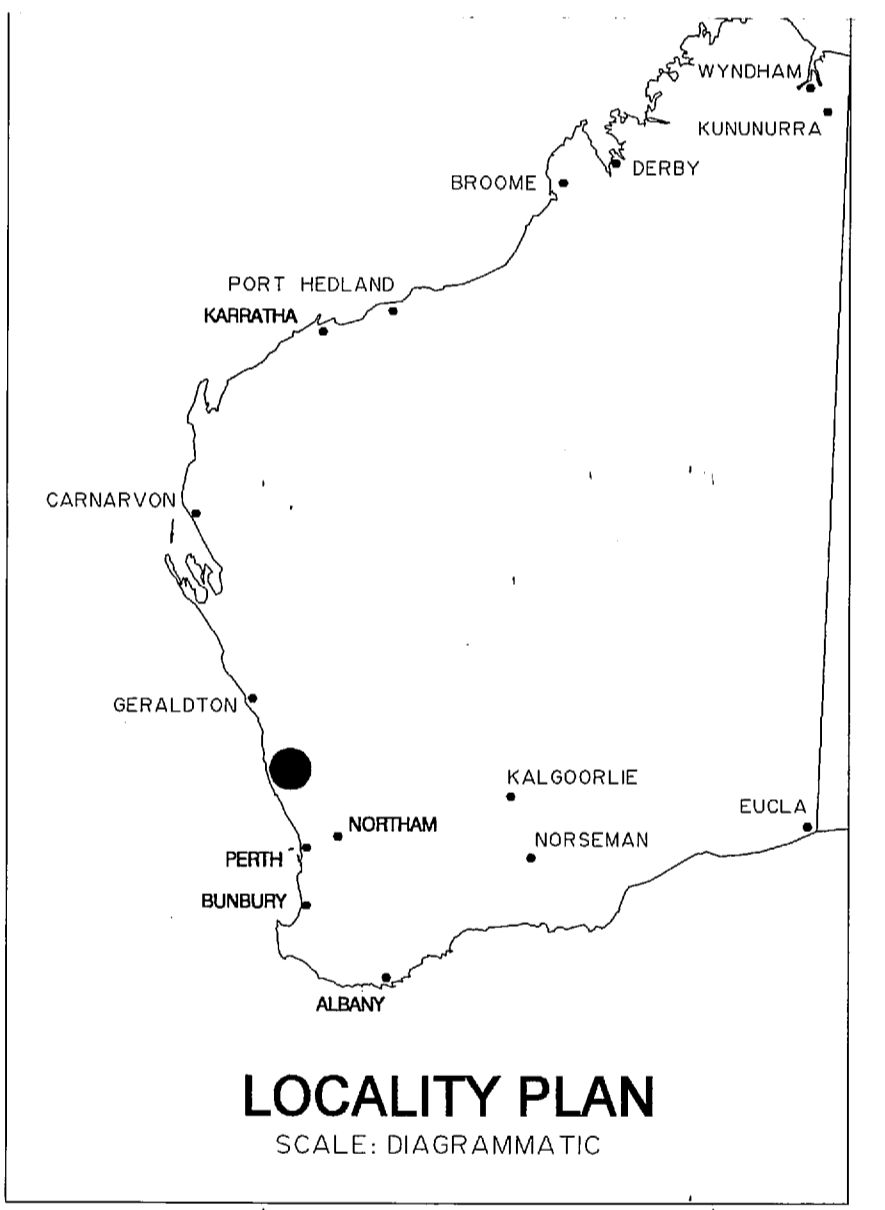 WYNDHAM
KUNUNURRA
DERBY
BROOME
PORT HEDLAND
KARRATHA
CARNARVON
GERALDTON
KALGOORLIE
EUCLA
NORTHAM
NORSEMAN
PERTH
BUNBURY
ALBANY
LOCALITY PLAN
SCALE: DIAGRAMMATIC